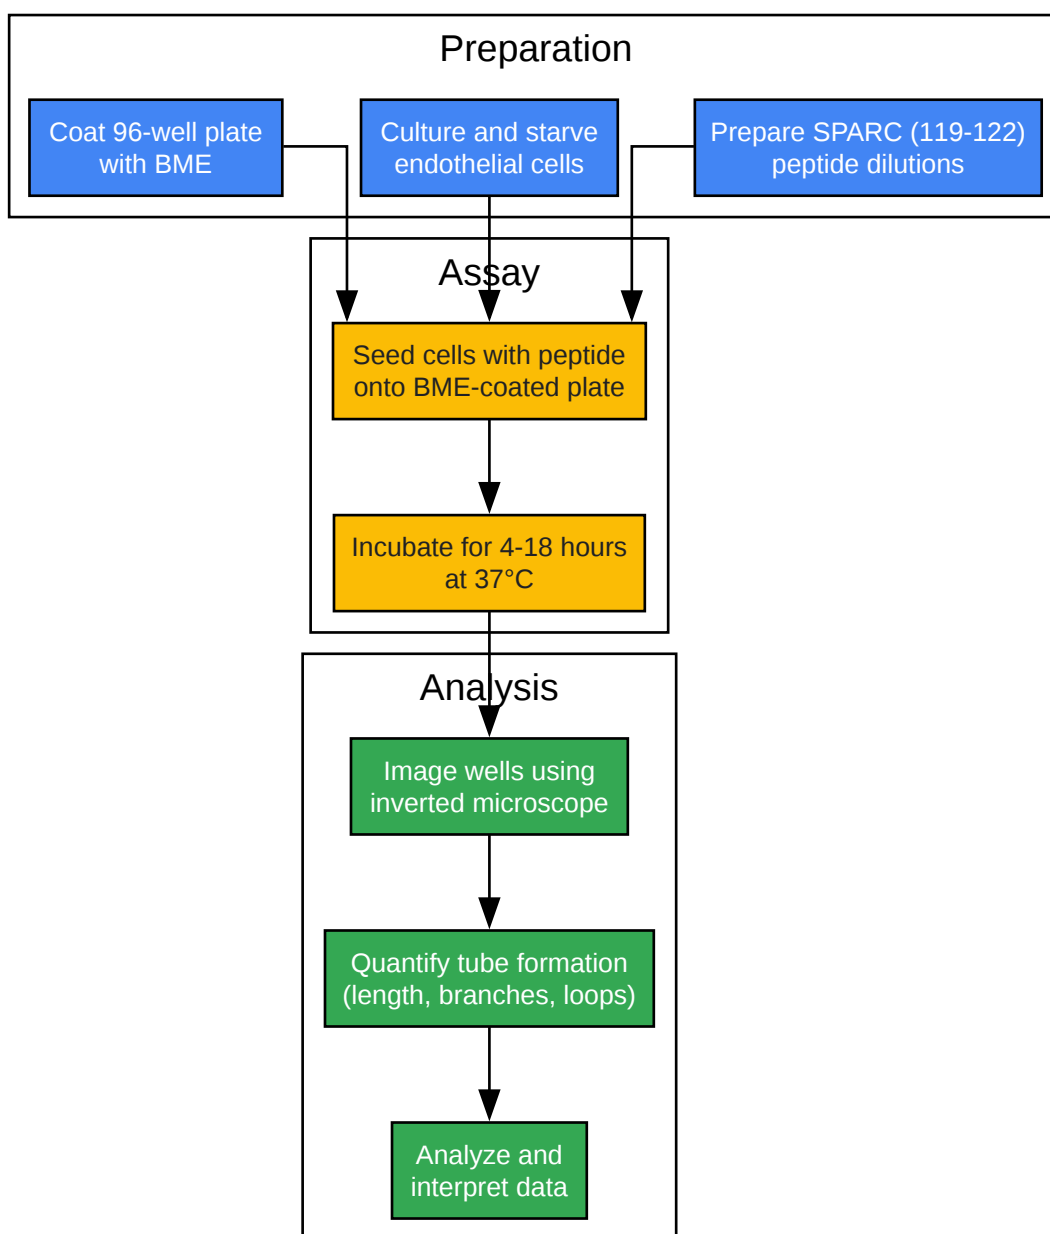 Preparation
Coat 96-well plate
with BME
Culture and starve
endothelial cells
Prepare SPARC (119-122)
peptide dilutions
Assay
Seed cells with peptide
onto BME-coated plate
Incubate for 4-18 hours
at 37°C
Analysis
Image wells using
inverted microscope
Quantify tube formation
(length, branches, loops)
Analyze and
interpret data